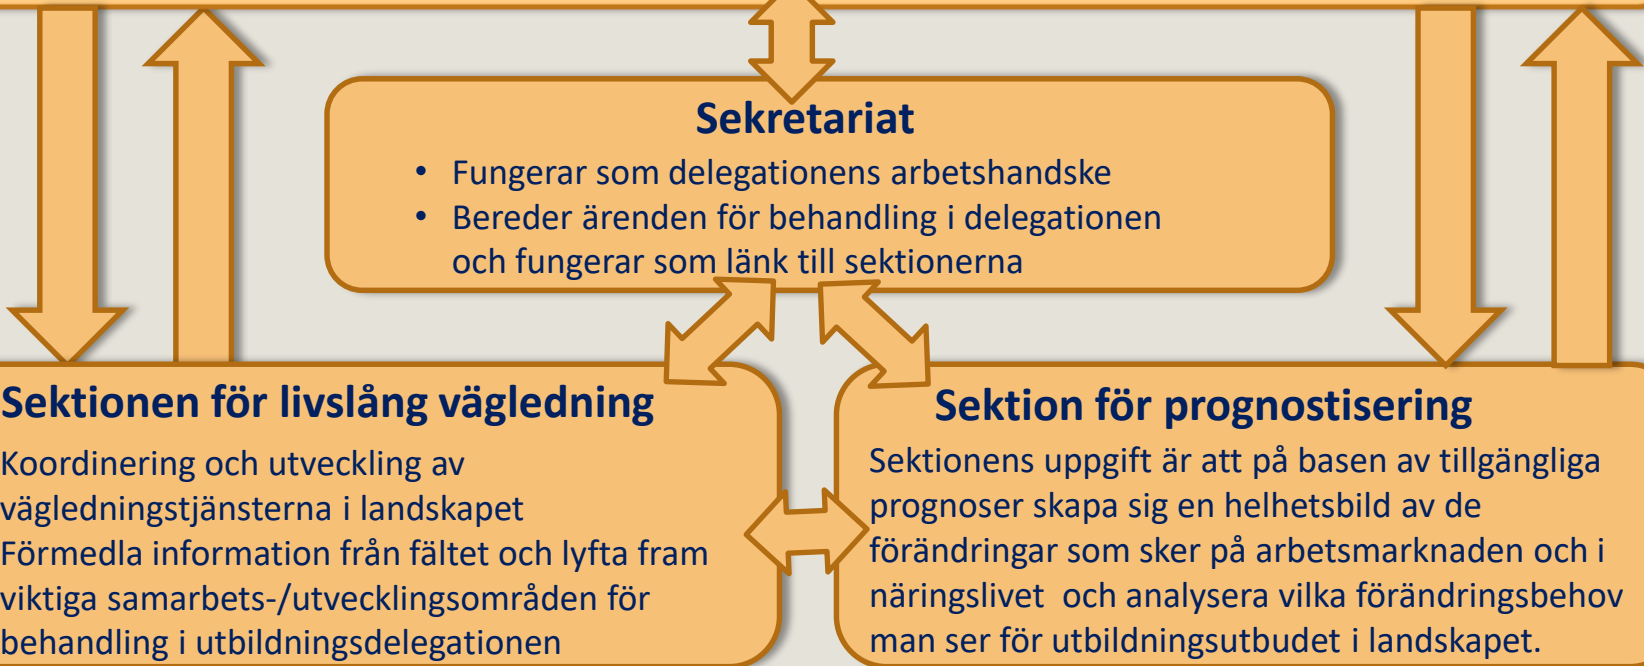 Sekretariat
• Fungerar som delegationens arbetshandske
• Bereder ärenden för behandling i delegationen
och fungerar som länk till sektionerna
Sektionen för livslång vägledning
Koordinering och utveckling av
vägledningstjänsterna i landskapet
Förmedla information från fältet och lyfta fram
viktiga samarbets-/utvecklingsområden för
behandling i utbildningsdelegationen
Sektion för prognostisering
Sektionens uppgift är att på basen av tillgängliga
prognoser skapa sig en helhetsbild av de
förändringar som sker på arbetsmarknaden och i
näringslivet och analysera vilka förändringsbehov
man ser för utbildningsutbudet i landskapet.